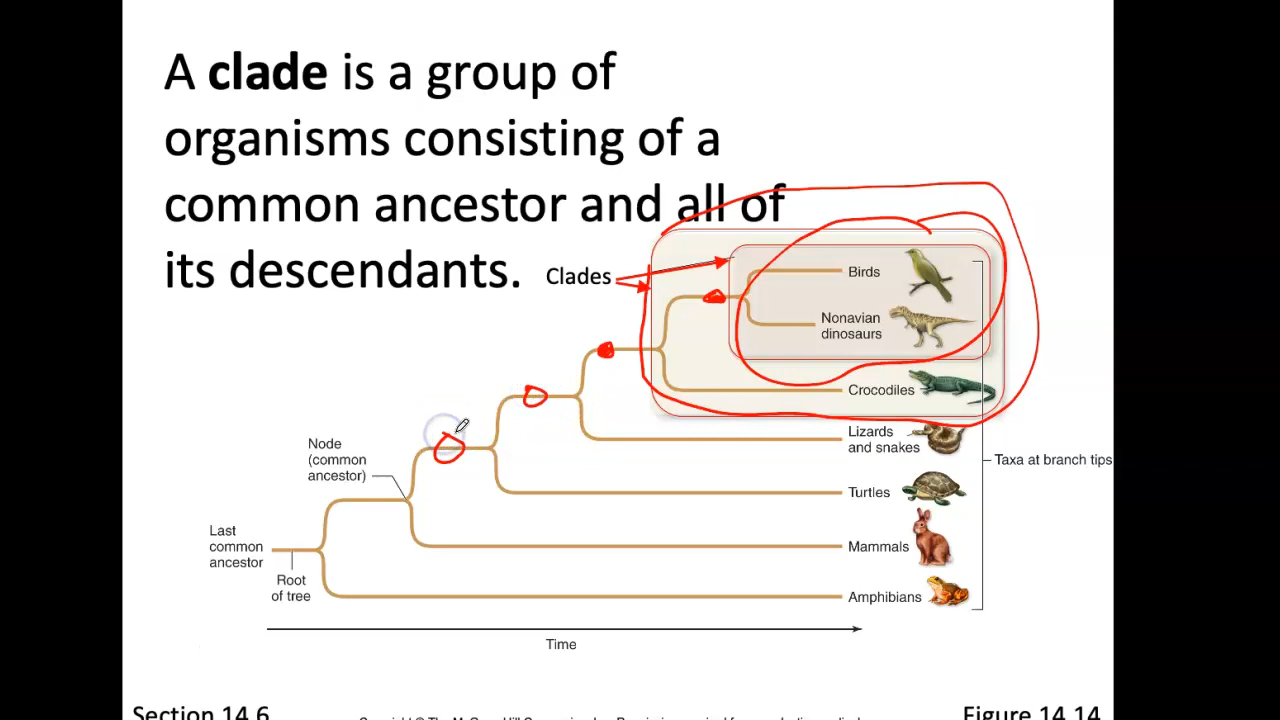 A clade is a group of
organisms consisting of a
common ancestor and all of
its descendants.
Clades
Birds
Nonavian
dinosaurs
Crocodiles
Lizards
and snakes
Turtles
Mammals
Amphibians
Taxa at branch tips
Node
(common
ancestor)
Last
common
ancestor
Root
of tree
Time
Section 14.6
Figure 14.14